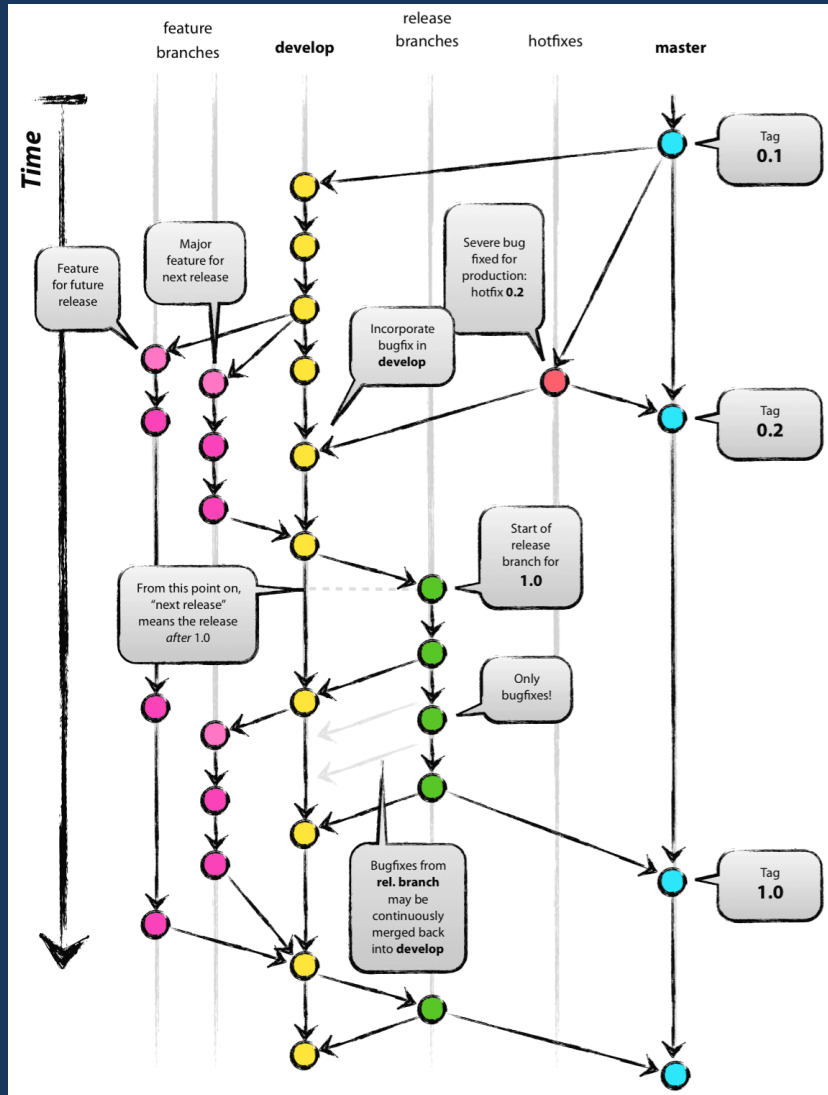 feature
branches
develop
release
branches
hotfixes
master
Time
Tag
0.1
Major
feature for
next release
Feature
for future
release
Severe bug
fixed for
production:
hotfix 0.2
Incorporate
bugfix in
develop
Tag
0.2
Start of
release
branch for
1.0
From this point on,
“next release”
means the release
after 1.0
Only
bugfixes!
Bugfixes from
rel. branch
may be
continuously
merged back
into develop
Tag
1.0